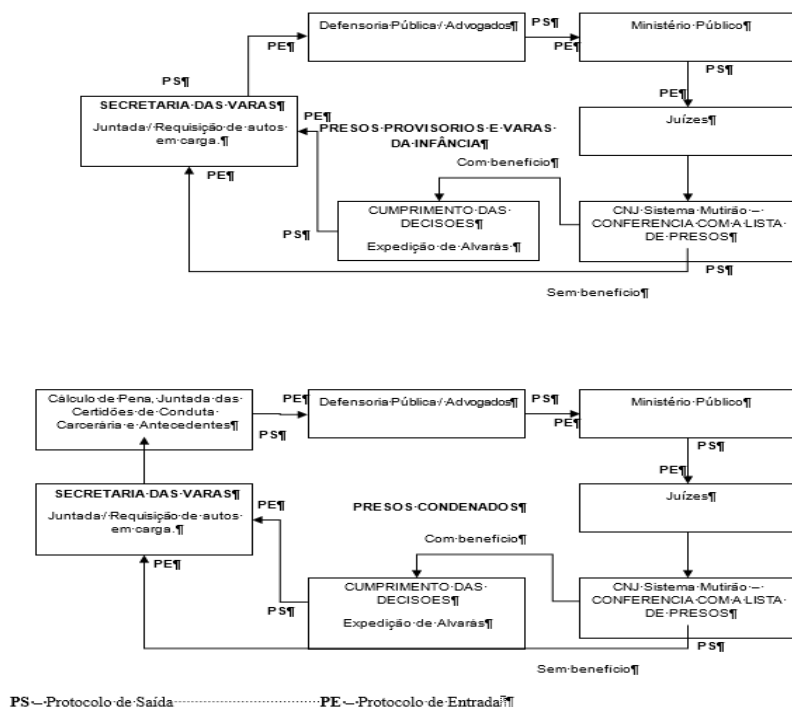 PS¶
Defensoria Pública / Advogados¶
Ministério Público¶
PE¶
PE¶
PS¶
PS¶
SECRETARIA DAS VARAS¶
Juntada / Requisição de autos
em carga.¶
PE¶
PE¶
Juízes¶
PRESOS PROVISORIOS E VARAS
DA INFÂNCIA¶
Com beneficio¶
PE¶
CUMPRIMENTO DAS
DECISOES¶
Expedição de Alvarás¶
PS¶
CNJ Sistema Mutirão –
CONFERENCIA COM A LISTA
DE PRESOS¶
PS¶
Sem beneficio¶
Cálculo de Pena, Juntada das
Certidões de Conduta
Carcerária e Antecedentes¶
PE¶
PS¶
Defensoria Pública / Advogados¶
PS¶
PE¶
Ministério Público¶
PS¶
PE¶
SECRETARIA DAS VARAS¶
Juntada / Requisição de autos
em carga.¶
PE¶
PRESOS CONDENADOS¶
Juízes¶
Com beneficio¶
PE¶
PS¶
CUMPRIMENTO DAS
DECISOES¶
Expedição de Alvarás¶
CNJ Sistema Mutirão –
CONFERENCIA COM A LISTA
DE PRESOS¶
PS¶
Sem beneficio¶
PS – Protocolo de Saída PE – Protocolo de Entrada¶